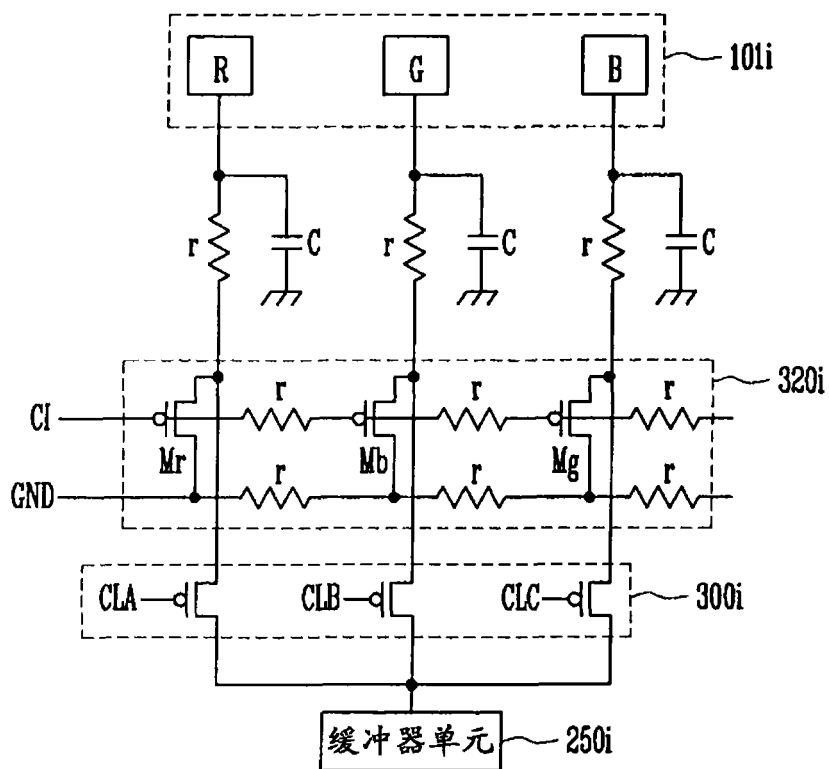 R G B 101i
r C r C r C
320i
r r r
CI
Mr Mb Mg
r r r
GND
CLA CLB CLC 300i
缓冲器单元 250i